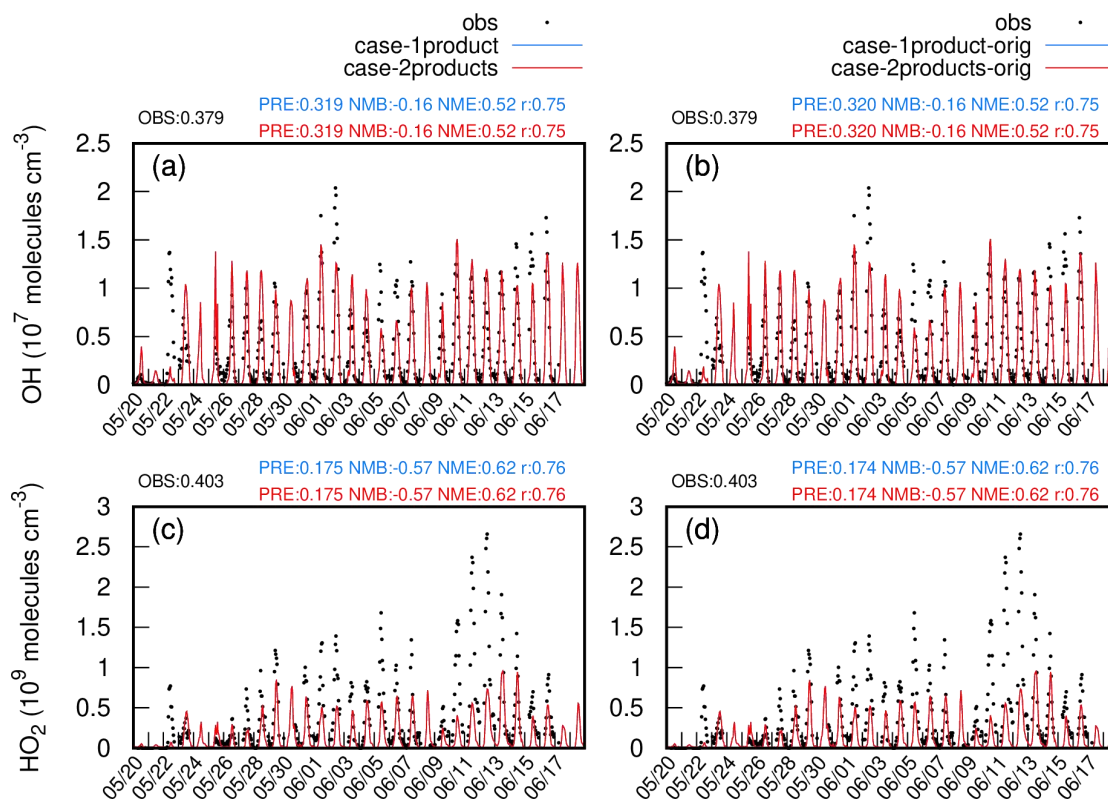 obs
case-1product
case-2products
obs
case-1product-orig
case-2products-orig
OBS:0.379
PRE:0.319 NMB:-0.16 NME:0.52 r:0.75
PRE:0.319 NMB:-0.16 NME:0.52 r:0.75
OBS:0.379
PRE:0.320 NMB:-0.16 NME:0.52 r:0.75
PRE:0.320 NMB:-0.16 NME:0.52 r:0.75
OH (10^7 molecules cm^-3)
(a)
2.5
2
1.5
1
0.5
0
05/20 05/22 05/24 05/26 05/28 05/30 06/01 06/03 06/05 06/07 06/09 06/11 06/13 06/15 06/17
(b)
2.5
2
1.5
1
0.5
0
05/20 05/22 05/24 05/26 05/28 05/30 06/01 06/03 06/05 06/07 06/09 06/11 06/13 06/15 06/17
OBS:0.403
PRE:0.175 NMB:-0.57 NME:0.62 r:0.76
PRE:0.175 NMB:-0.57 NME:0.62 r:0.76
OBS:0.403
PRE:0.174 NMB:-0.57 NME:0.62 r:0.76
PRE:0.174 NMB:-0.57 NME:0.62 r:0.76
HO₂ (10^9 molecules cm^-3)
(c)
3
2.5
2
1.5
1
0.5
0
05/20 05/22 05/24 05/26 05/28 05/30 06/01 06/03 06/05 06/07 06/09 06/11 06/13 06/15 06/17
(d)
3
2.5
2
1.5
1
0.5
0
05/20 05/22 05/24 05/26 05/28 05/30 06/01 06/03 06/05 06/07 06/09 06/11 06/13 06/15 06/17